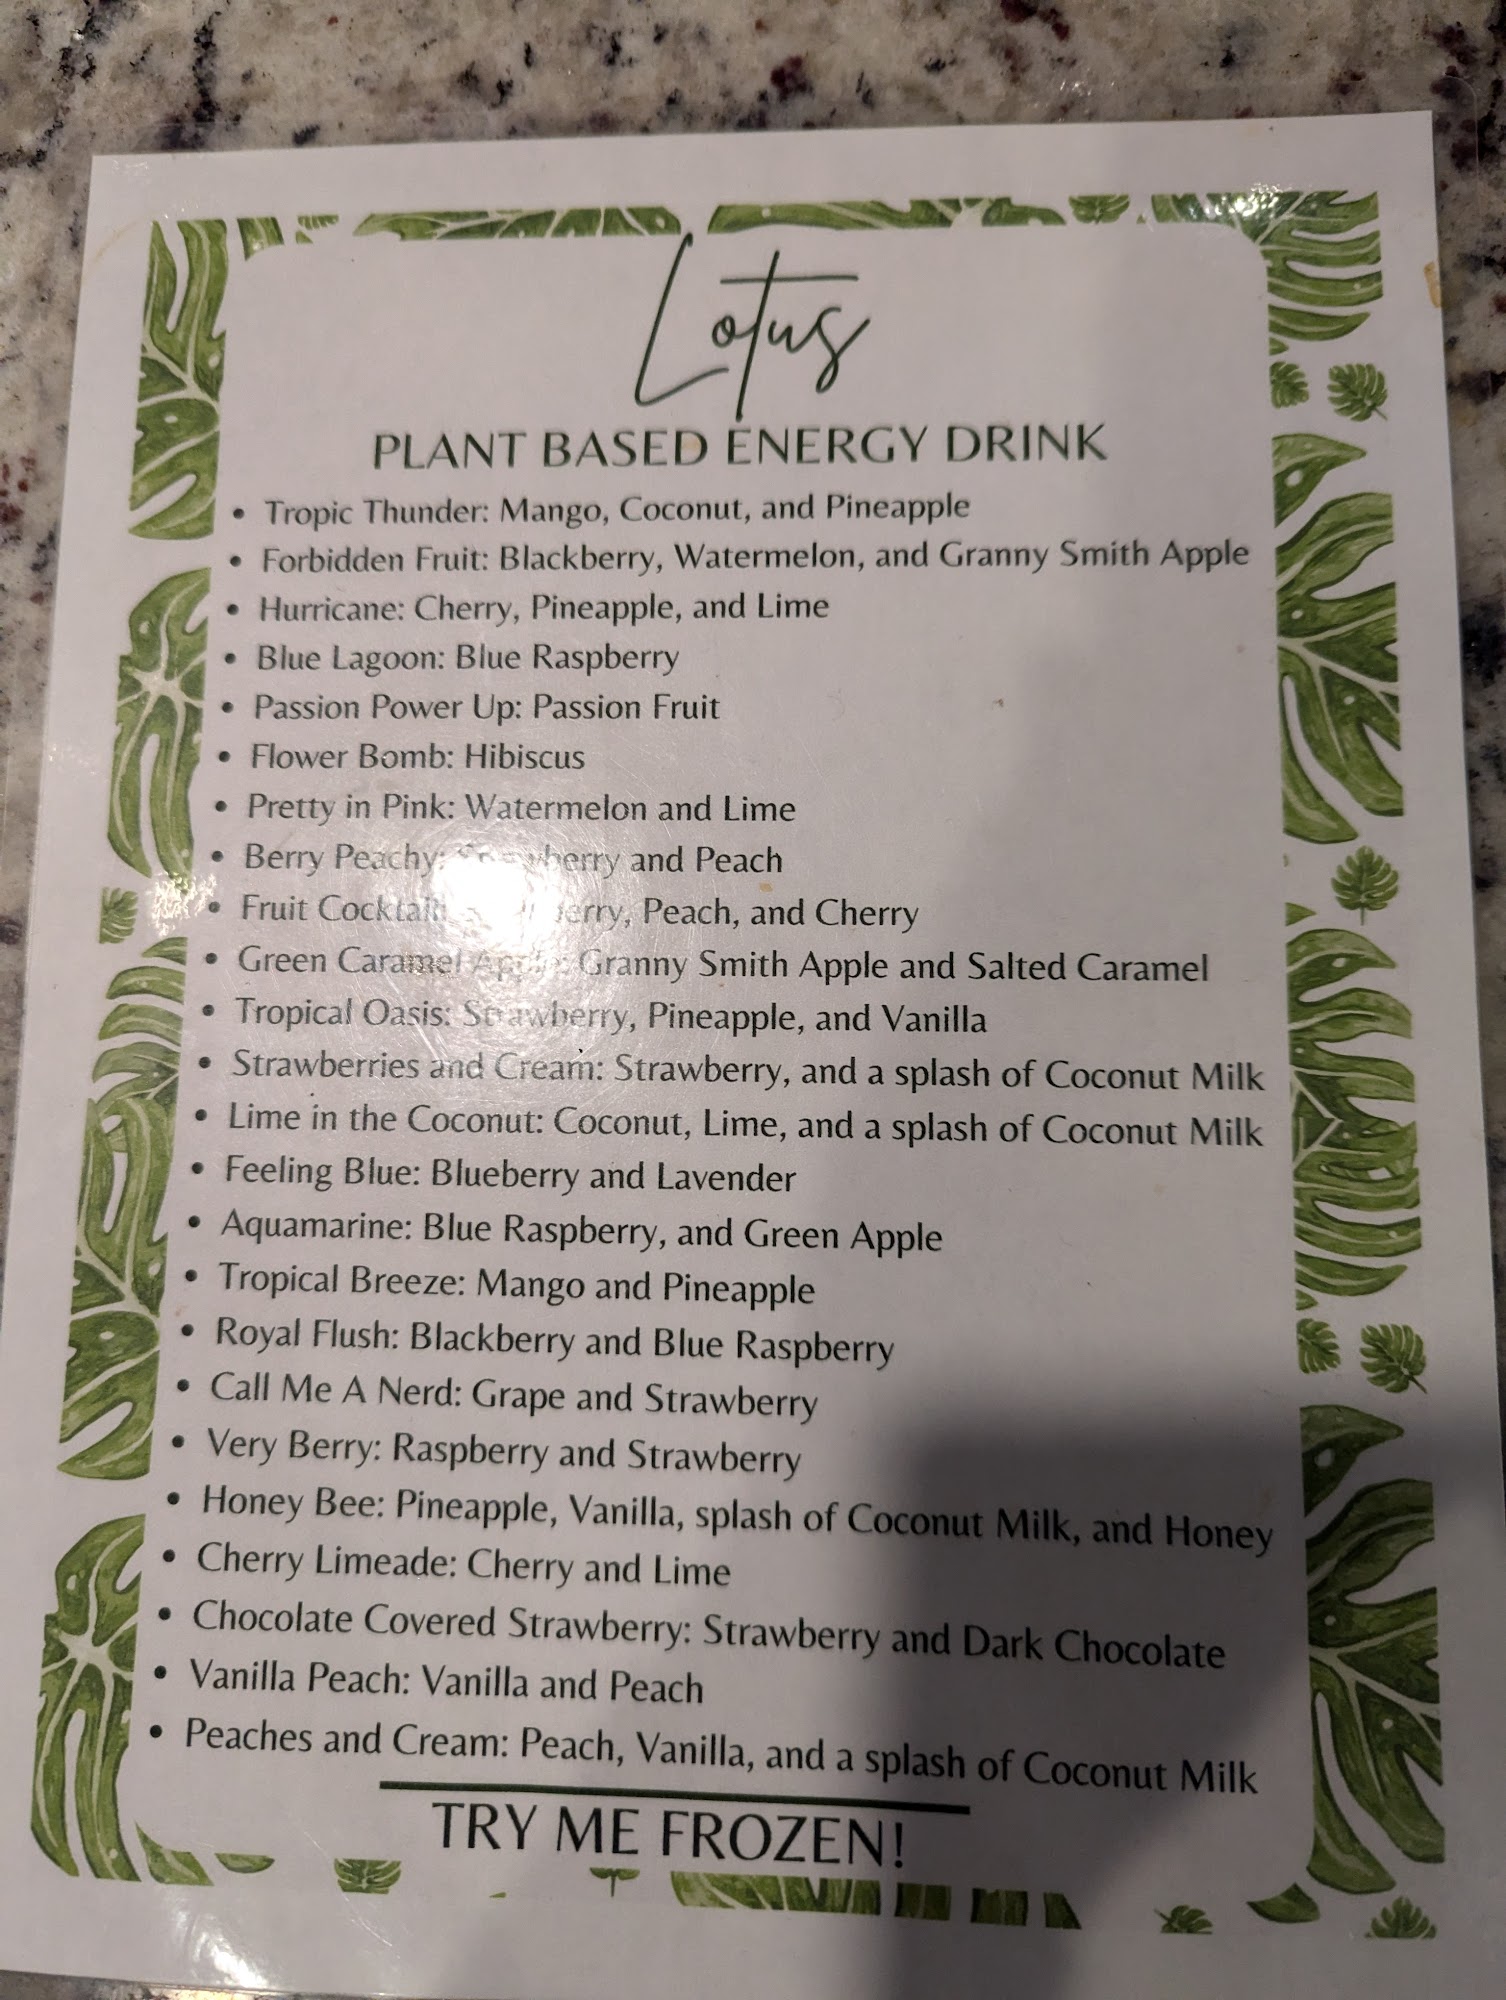 Lotus
PLANT BASED ENERGY DRINK
• Tropic Thunder: Mango, Coconut, and Pineapple
• Forbidden Fruit: Blackberry, Watermelon, and Granny Smith Apple
• Hurricane: Cherry, Pineapple, and Lime
• Blue Lagoon: Blue Raspberry
• Passion Power Up: Passion Fruit
• Flower Bomb: Hibiscus
• Pretty in Pink: Watermelon and Lime
• Berry Peachy: Strawberry and Peach
• Fruit Cocktail: Peach, and Cherry
• Green Caramel Apple: Granny Smith Apple and Salted Caramel
• Tropical Oasis: Strawberry, Pineapple, and Vanilla
• Strawberries and Cream: Strawberry, and a splash of Coconut Milk
• Lime in the Coconut: Coconut, Lime, and a splash of Coconut Milk
• Feeling Blue: Blueberry and Lavender
• Aquamarine: Blue Raspberry, and Green Apple
• Tropical Breeze: Mango and Pineapple
• Royal Flush: Blackberry and Blue Raspberry
• Call Me A Nerd: Grape and Strawberry
• Very Berry: Raspberry and Strawberry
• Honey Bee: Pineapple, Vanilla, splash of Coconut Milk, and Honey
• Cherry Limeade: Cherry and Lime
• Chocolate Covered Strawberry: Strawberry and Dark Chocolate
• Vanilla Peach: Vanilla and Peach
• Peaches and Cream: Peach, Vanilla, and a splash of Coconut Milk
TRY ME FROZEN!